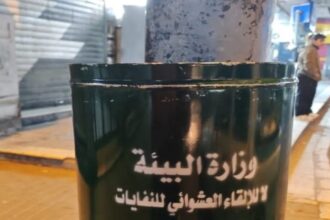 وزارة البيئة
لا للإلقاء العشوائي للنفايات